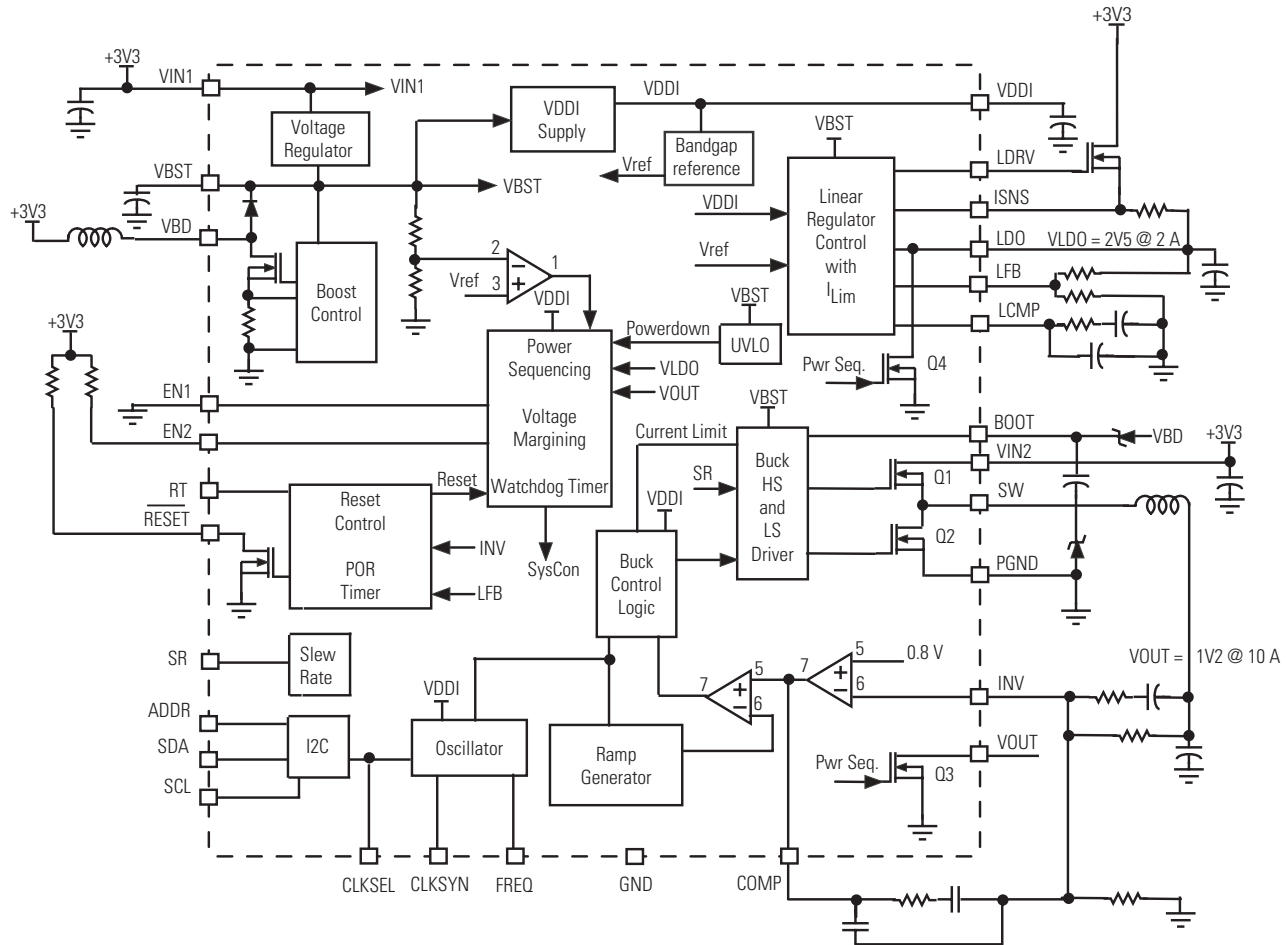 +3V3
+3V3
VIN1
VIN1
Voltage
Regulator
VDDI
Supply
VDDI
VDDI
Bandgap
reference
Vref
VBST
LDRV
ISNS
LDO
VLDO = 2V5 @ 2 A
LFB
LCMP
Linear
Regulator
Control
with
ILim
VDDI
Vref
VBST
VBST
+3V3
VBD
Boost
Control
2
3
1
Vref
VDDI
Power
Sequencing
Voltage
Margining
Watchdog Timer
Powerdown
VBST
UVLO
VLDO
VOUT
Pwr Seq.
Q4
+3V3
EN1
EN2
RT
RESET
Reset
Control
POR
Timer
Reset
INV
LFB
SysCon
Current Limit
SR
VBST
Buck
HS
and
LS
Driver
VDDI
Buck
Control
Logic
BOOT
VBD
+3V3
VIN2
Q1
SW
Q2
PGND
SR
Slew
Rate
ADDR
SDA
SCL
I2C
VDDI
Oscillator
Ramp
Generator
7
5
6
7
5
6
0.8 V
INV
VOUT = 1V2 @ 10 A
VOUT
Pwr Seq.
Q3
CLKSEL
CLKSYN
FREQ
GND
COMP